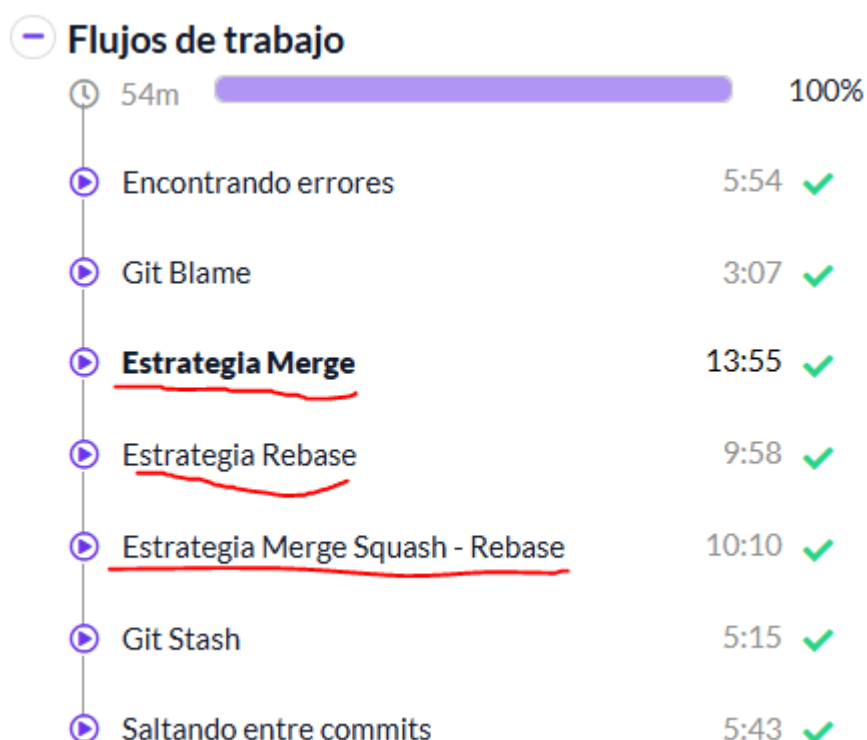 Flujos de trabajo
54m 100%
Encontrando errores 5:54
Git Blame 3:07
Estrategia Merge 13:55
Estrategia Rebase 9:58
Estrategia Merge Squash - Rebase 10:10
Git Stash 5:15
Saltando entre commits 5:43